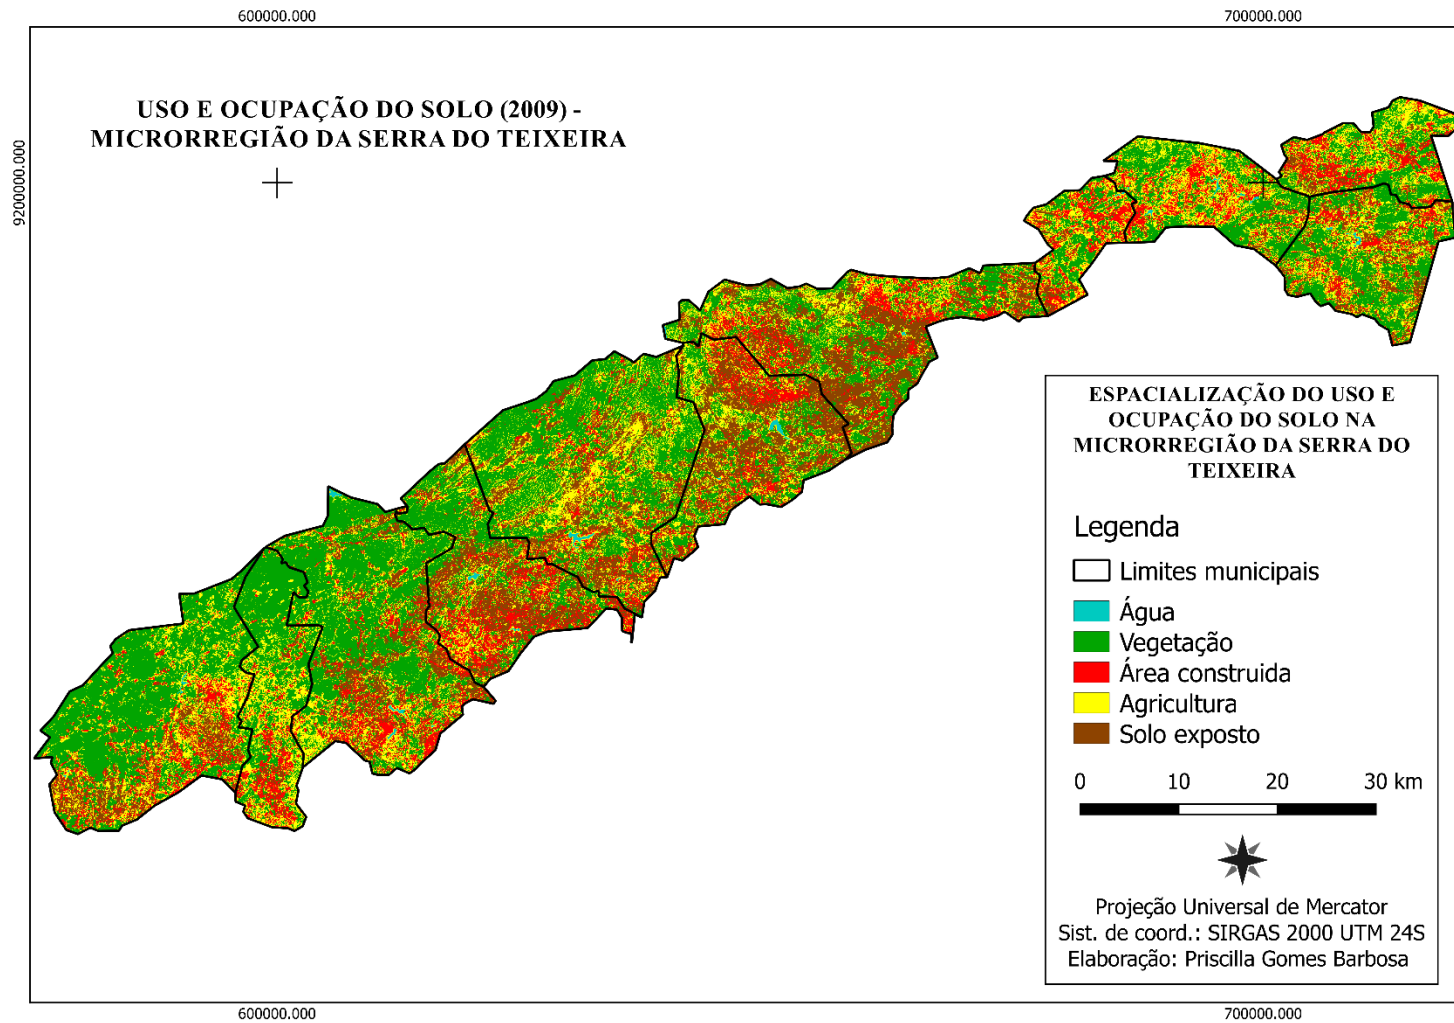 600000.000
700000.000
USO E OCUPAÇÃO DO SOLO (2009) -
MICRORREGIÃO DA SERRA DO TEIXEIRA
9200000.000
9200000.000
ESPACIALIZAÇÃO DO USO E
OCUPAÇÃO DO SOLO NA
MICRORREGIÃO DA SERRA DO
TEIXEIRA
Legenda
Limites municipais
Água
Vegetação
Área construida
Agricultura
Solo exposto
0 10 20 30 km
Projeção Universal de Mercator
Sist. de coord.: SIRGAS 2000 UTM 24S
Elaboração: Priscilla Gomes Barbosa
600000.000
700000.000